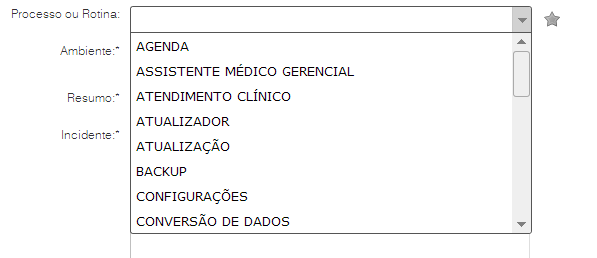 Processo ou Rotina:
Ambiente:*
Resumo:*
Incidente:*
AGENDA
ASSISTENTE MÉDICO GERENCIAL
ATENDIMENTO CLÍNICO
ATUALIZADOR
ATUALIZAÇÃO
BACKUP
CONFIGURAÇÕES
CONVERSÃO DE DADOS